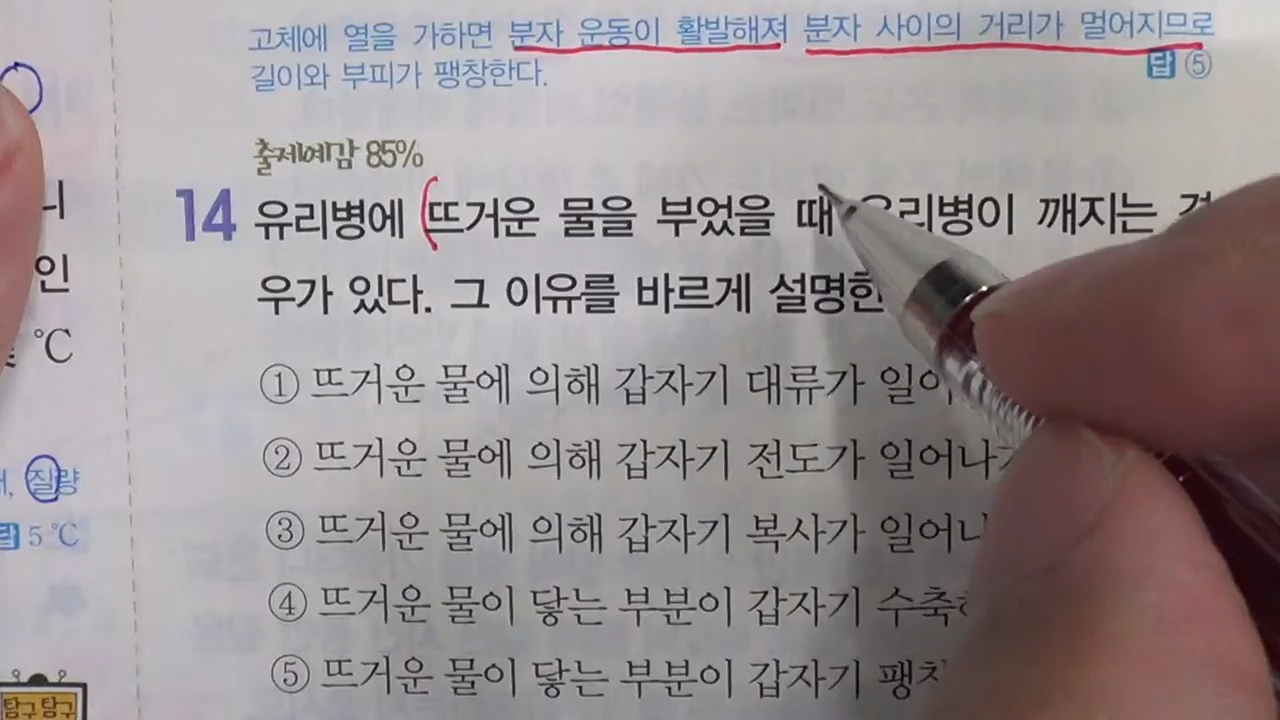 고체에 열을 가하면 분자 운동이 활발해져 분자 사이의 거리가 멀어지므로
길이와 부피가 팽창한다.
답 ⑤
출제예감 85%
14 유리병에 뜨거운 물을 부었을 때 유리병이 깨지는 경
우가 있다. 그 이유를 바르게 설명한
① 뜨거운 물에 의해 갑자기 대류가 일어
② 뜨거운 물에 의해 갑자기 전도가 일어나
③ 뜨거운 물에 의해 갑자기 복사가 일어나
④ 뜨거운 물이 닿는 부분이 갑자기 수축
⑤ 뜨거운 물이 닿는 부분이 갑자기 팽창
인
℃
질량
답 5 ℃
탐구 탐구